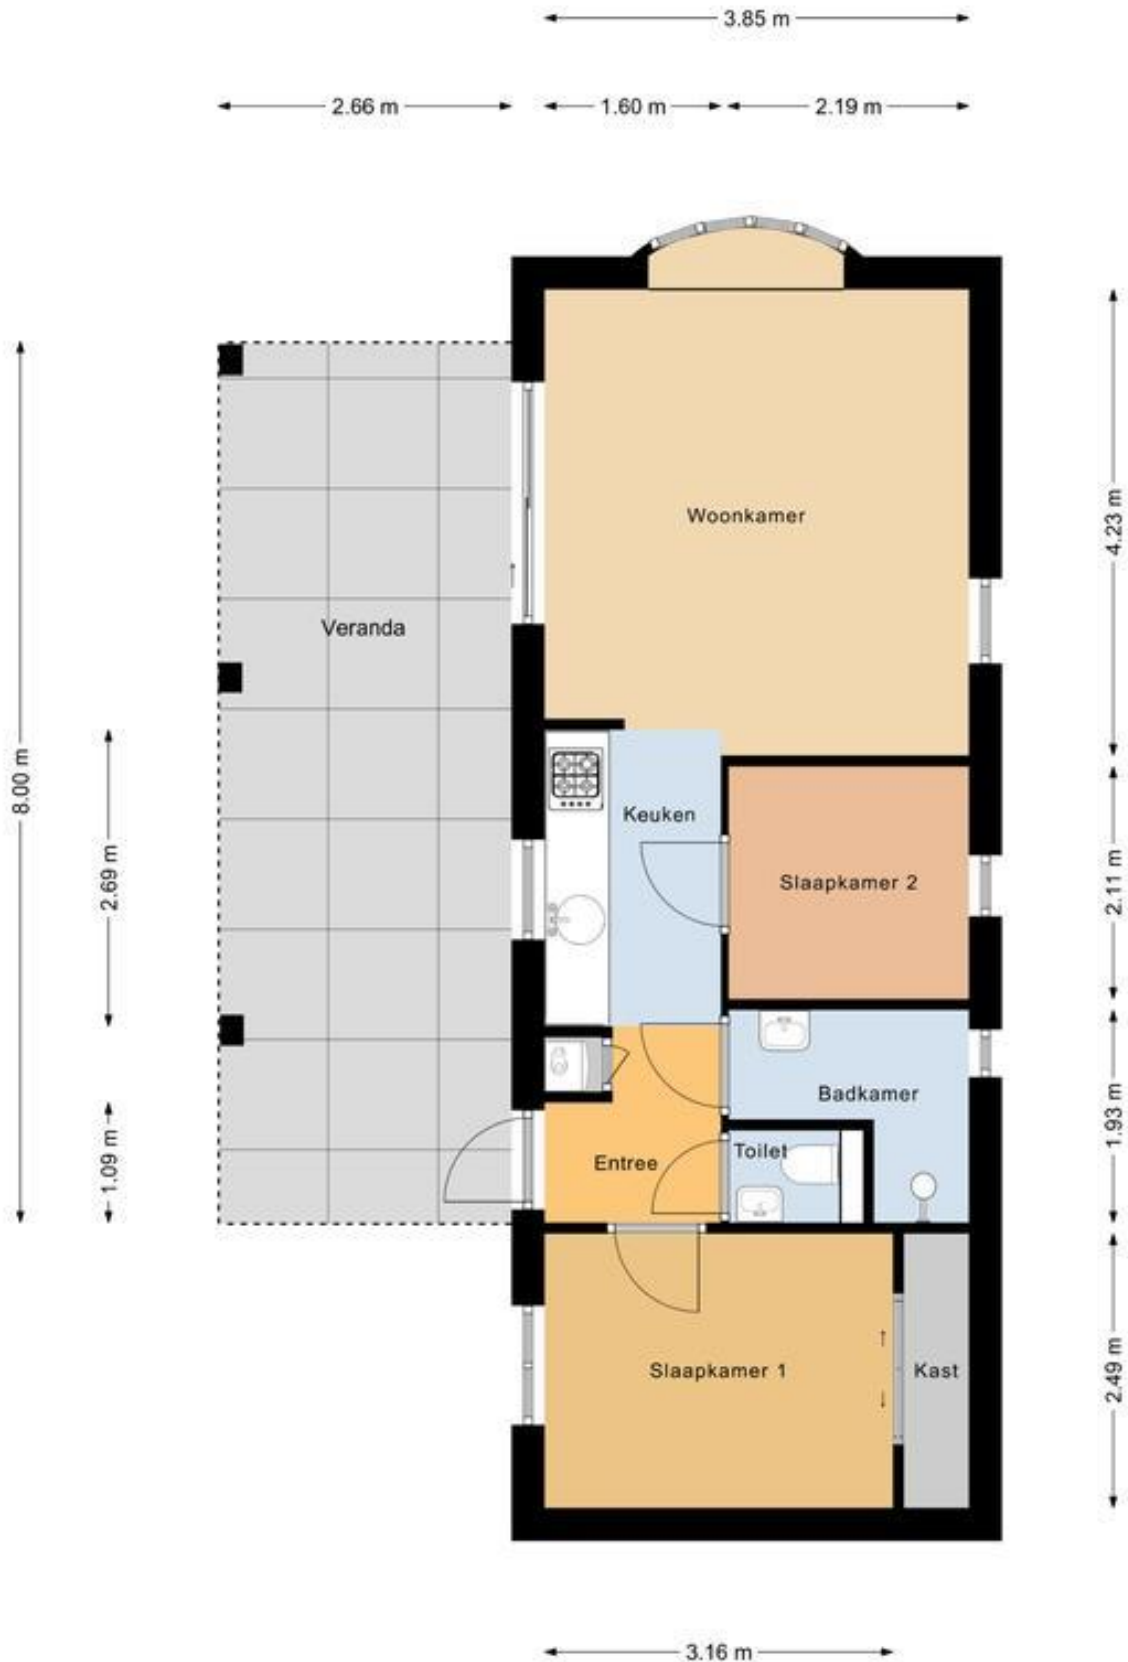 3.85 m
2.66 m
1.60 m
2.19 m
Woonkamer
4.23 m
Veranda
8.00 m
Keuken
2.69 m
Slaapkamer 2
2.11 m
Badkamer
1.93 m
1.09 m
Entree
Toilet
Slaapkamer 1
Kast
2.49 m
3.16 m